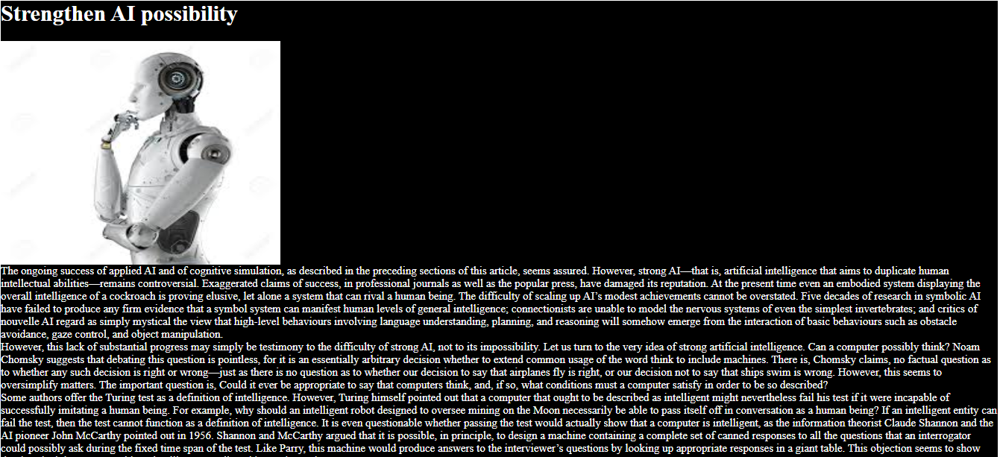 Strengthen AI possibility
The ongoing success of applied AI and of cognitive simulation, as described in the preceding sections of this article, seems assured. However, strong AI—that is, artificial intelligence that aims to duplicate human
intellectual abilities—remains controversial. Exaggerated claims of success, in professional journals as well as the popular press, have damaged its reputation. At the present time even an embodied system displaying the
overall intelligence of a cockroach is proving elusive, let alone a system that can rival a human being. The difficulty of scaling up AI’s modest achievements cannot be overstated. Five decades of research in symbolic AI
have failed to produce any firm evidence that a symbol system can manifest human levels of general intelligence; connectionists are unable to model the nervous systems of even the simplest invertebrates; and critics of
nouvelle AI regard as simply mystical the view that high-level behaviours involving language understanding, planning, and reasoning will somehow emerge from the interaction of basic behaviours such as obstacle
avoidance, gaze control, and object manipulation.
However, this lack of substantial progress may simply be testimony to the difficulty of strong AI, not to its impossibility. Let us turn to the very idea of strong artificial intelligence. Can a computer possibly think? Noam
Chomsky suggests that debating this question is pointless, for it is an essentially arbitrary decision whether to extend common usage of the word think to include machines. There is, Chomsky claims, no factual question as
to whether any such decision is right or wrong—just as there is no question as to whether our decision to say that airplanes fly is right, or our decision not to say that ships swim is wrong. However, this seems to
oversimplify matters. The important question is, Could it ever be appropriate to say that computers think, and, if so, what conditions must a computer satisfy in order to be so described?
Some authors offer the Turing test as a definition of intelligence. However, Turing himself pointed out that a computer that ought to be described as intelligent might nevertheless fail his test if it were incapable of
successfully imitating a human being. For example, why should an intelligent robot designed to oversee mining on the Moon necessarily be able to pass itself off in conversation as a human being? If an intelligent entity can
fail the test, then the test cannot function as a definition of intelligence. It is even questionable whether passing the test would actually show that a computer is intelligent, as the information theorist Claude Shannon and the
AI pioneer John McCarthy pointed out in 1956. Shannon and McCarthy argued that it is possible, in principle, to design a machine containing a complete set of canned responses to all the questions that an interrogator
could possibly ask during the fixed time span of the test. Like Parry, this machine would produce answers to the interviewer’s questions by looking up appropriate responses in a giant table. This objection seems to show